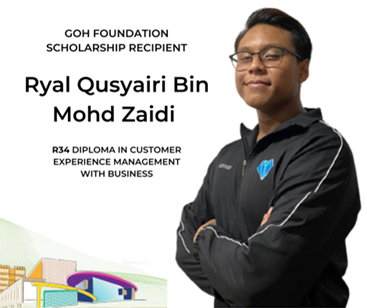 GOH FOUNDATION
SCHOLARSHIP RECIPIENT
Ryal Qusyairi Bin
Mohd Zaidi
R34 DIPLOMA IN CUSTOMER
EXPERIENCE MANAGEMENT
WITH BUSINESS